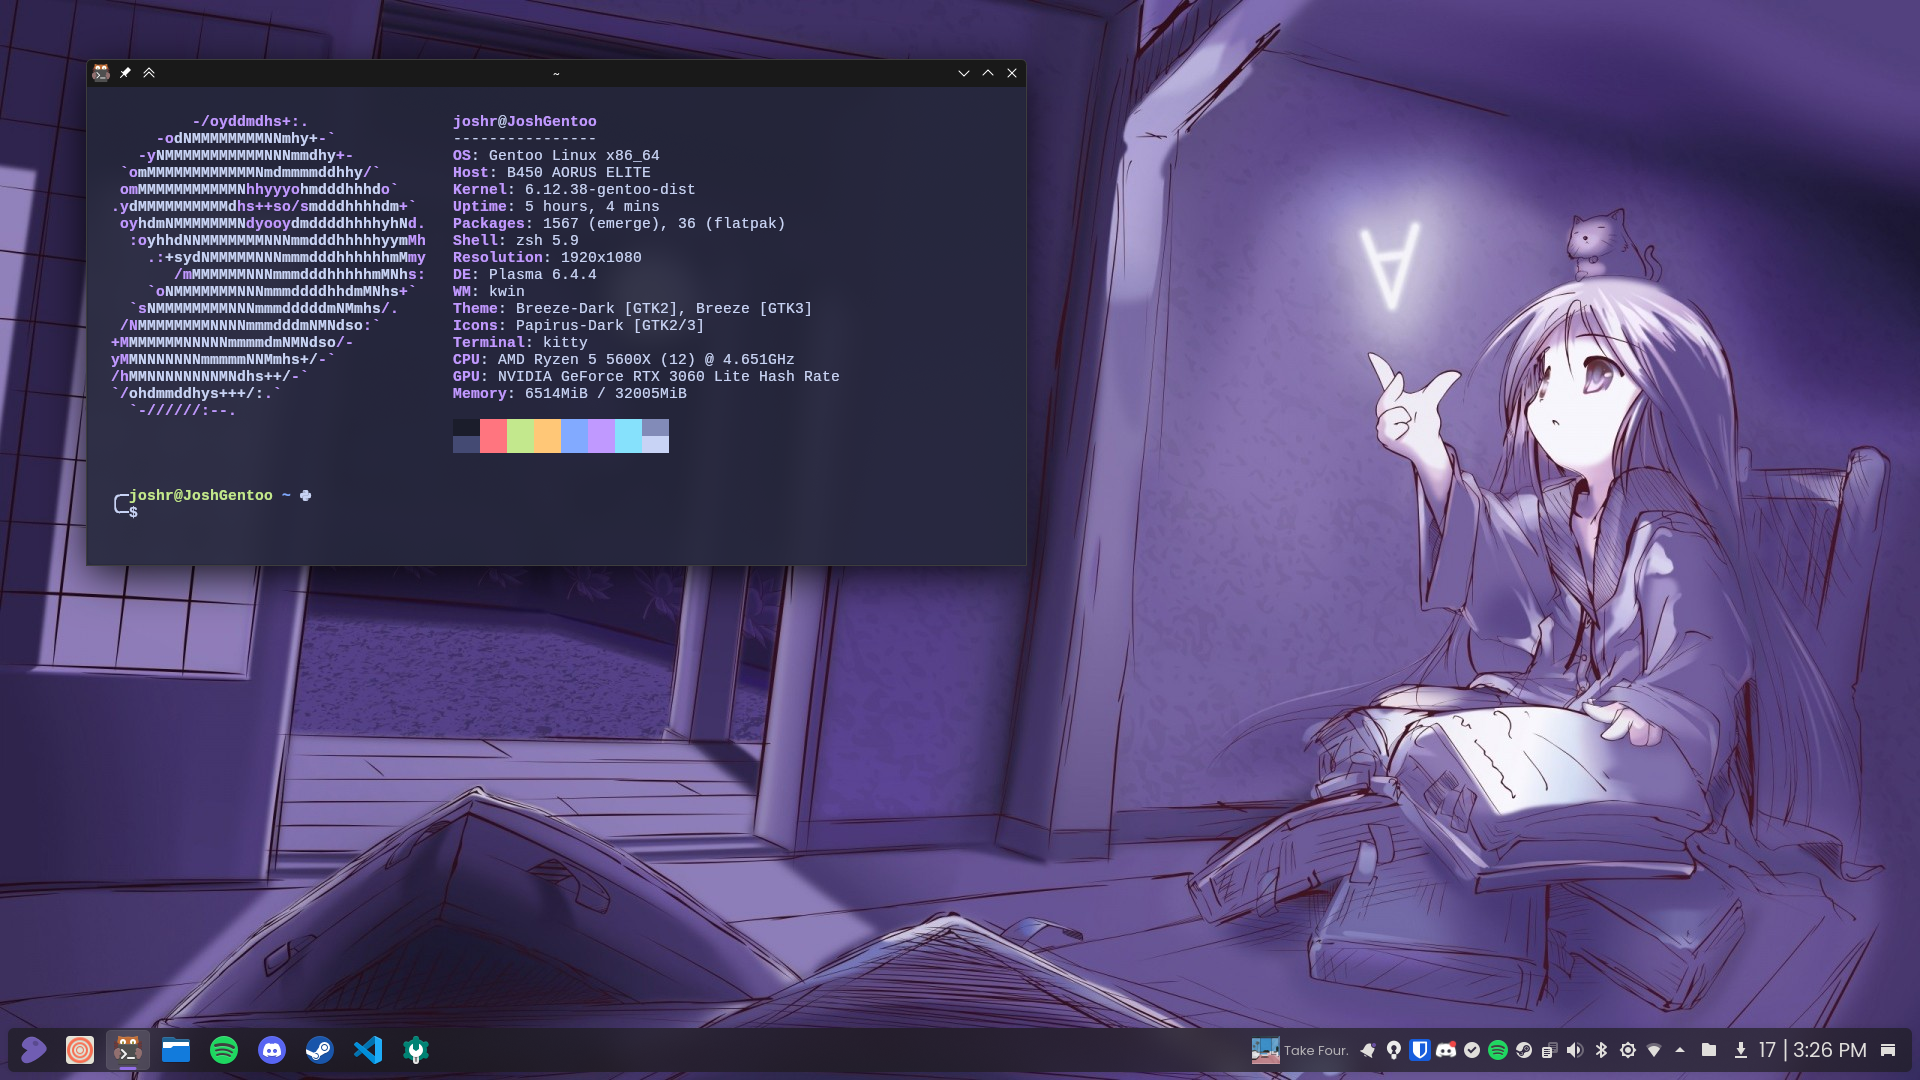 ~
-/oyddmdhs+:.
-odNMMMMMMMMNNmhy+-`
-yNMMMMMMMMMMMNNNmmdhy+-
`omMMMMMMMMMMMMNmdmmmmddhhy/`
omMMMMMMMMMMMNhhyyyohmdddhhhdo`
.ydMMMMMMMMMMdhs++so/smdddhhhhdm+`
oyhdmNMMMMMMMNdyooydmddddhhhhyhNd.
:oyhhdNNMMMMMMMNNNmmdddhhhhhyymMh
.:+sydNMMMMMNNNmmmdddhhhhhhmMmy
/mMMMMMMNNNmmmdddhhhhhmMNhs:
`oNMMMMMMMNNNmmmddddhhdmMNhs+`
`sNMMMMMMMMNNNmmmdddddmNMmhs/.
/NMMMMMMMMNNNNmmmdddmNMNdso:`
+MMMMMMMNNNNNmmmmdmNMNdso/-
yMMNNNNNNNmmmmmNNMmhs+/-`
/hMMNNNNNNNNMNdhs++/-`
`/ohdmmddhys+++/:.`
`-//////:--.
joshr@JoshGentoo
----------------
OS: Gentoo Linux x86_64
Host: B450 AORUS ELITE
Kernel: 6.12.38-gentoo-dist
Uptime: 5 hours, 4 mins
Packages: 1567 (emerge), 36 (flatpak)
Shell: zsh 5.9
Resolution: 1920x1080
DE: Plasma 6.4.4
WM: kwin
Theme: Breeze-Dark [GTK2], Breeze [GTK3]
Icons: Papirus-Dark [GTK2/3]
Terminal: kitty
CPU: AMD Ryzen 5 5600X (12) @ 4.651GHz
GPU: NVIDIA GeForce RTX 3060 Lite Hash Rate
Memory: 6514MiB / 32005MiB
joshr@JoshGentoo ~
$
∀
Take Four.
17 | 3:26 PM